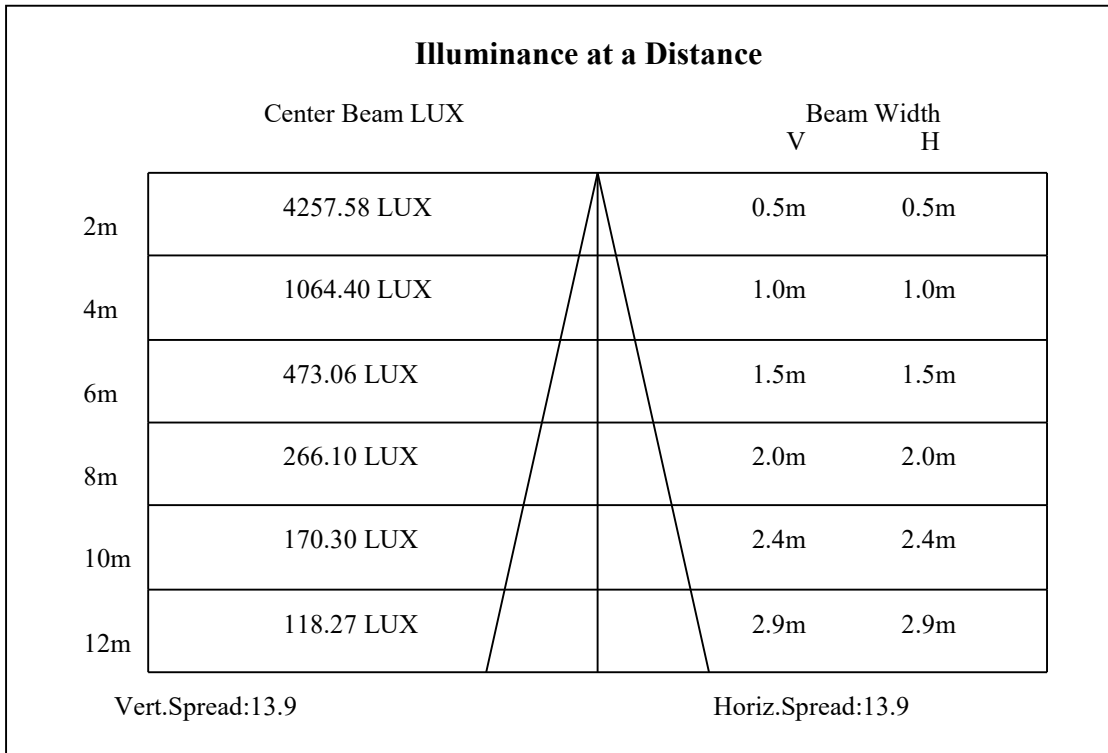 Illuminance at a Distance
Center Beam LUX Beam Width
V H
2m 4257.58 LUX 0.5m 0.5m
4m 1064.40 LUX 1.0m 1.0m
6m 473.06 LUX 1.5m 1.5m
8m 266.10 LUX 2.0m 2.0m
10m 170.30 LUX 2.4m 2.4m
12m 118.27 LUX 2.9m 2.9m
Vert.Spread:13.9 Horiz.Spread:13.9